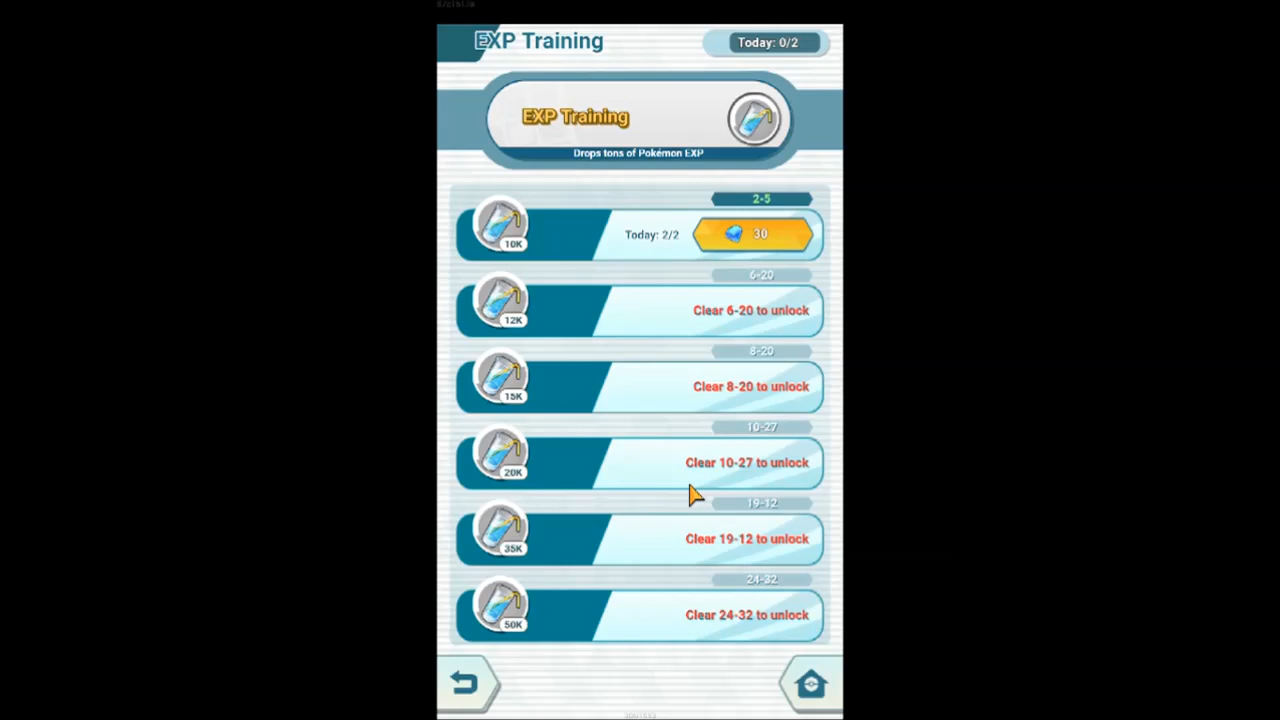 EXP Training
Today: 0/2
EXP Training
Drops tons of Pokémon EXP
2-5
10K
Today: 2/2
30
6-20
12K
Clear 6-20 to unlock
8-20
15K
Clear 8-20 to unlock
10-27
20K
Clear 10-27 to unlock
19-12
35K
Clear 19-12 to unlock
24-32
50K
Clear 24-32 to unlock